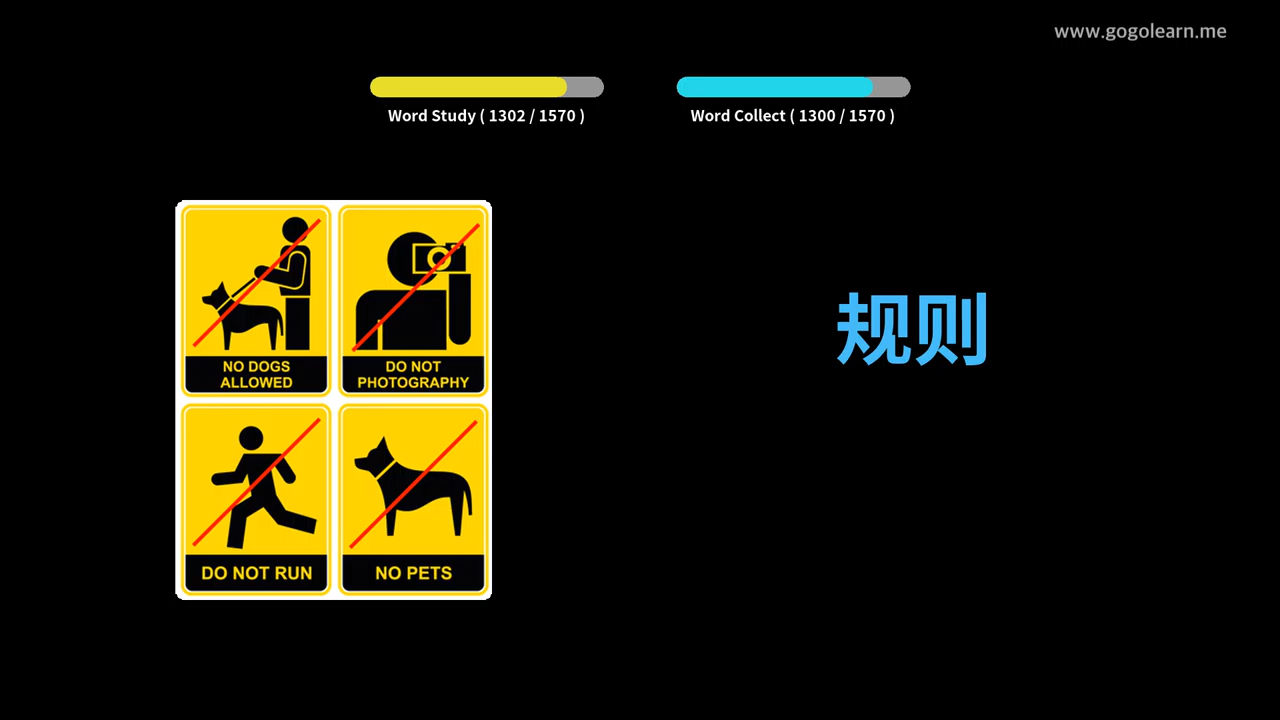 www.gogolearn.me
Word Study ( 1302 / 1570 )
Word Collect ( 1300 / 1570 )
NO DOGS
ALLOWED
DO NOT
PHOTOGRAPHY
规则
DO NOT RUN
NO PETS